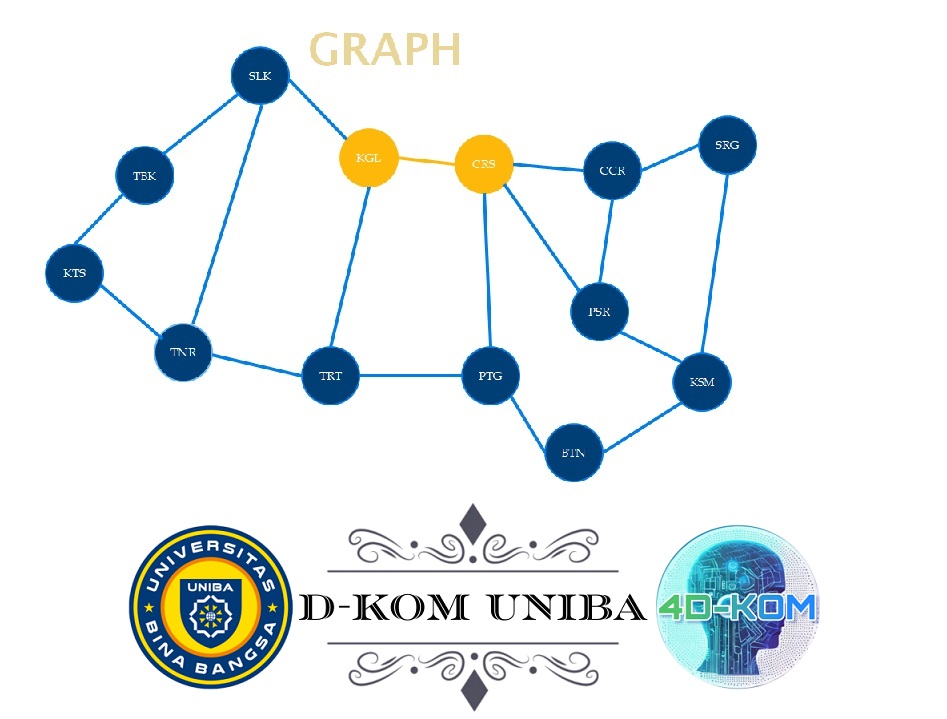 GRAPH
SLK
KGL
CRS
CCR
SRG
TBK
KTS
TNR
TRT
PTG
PSR
KSM
BTN
UNIVERSITAS
UNIBA
BINA BANGSA
D-KOM UNIBA
4D-KOM